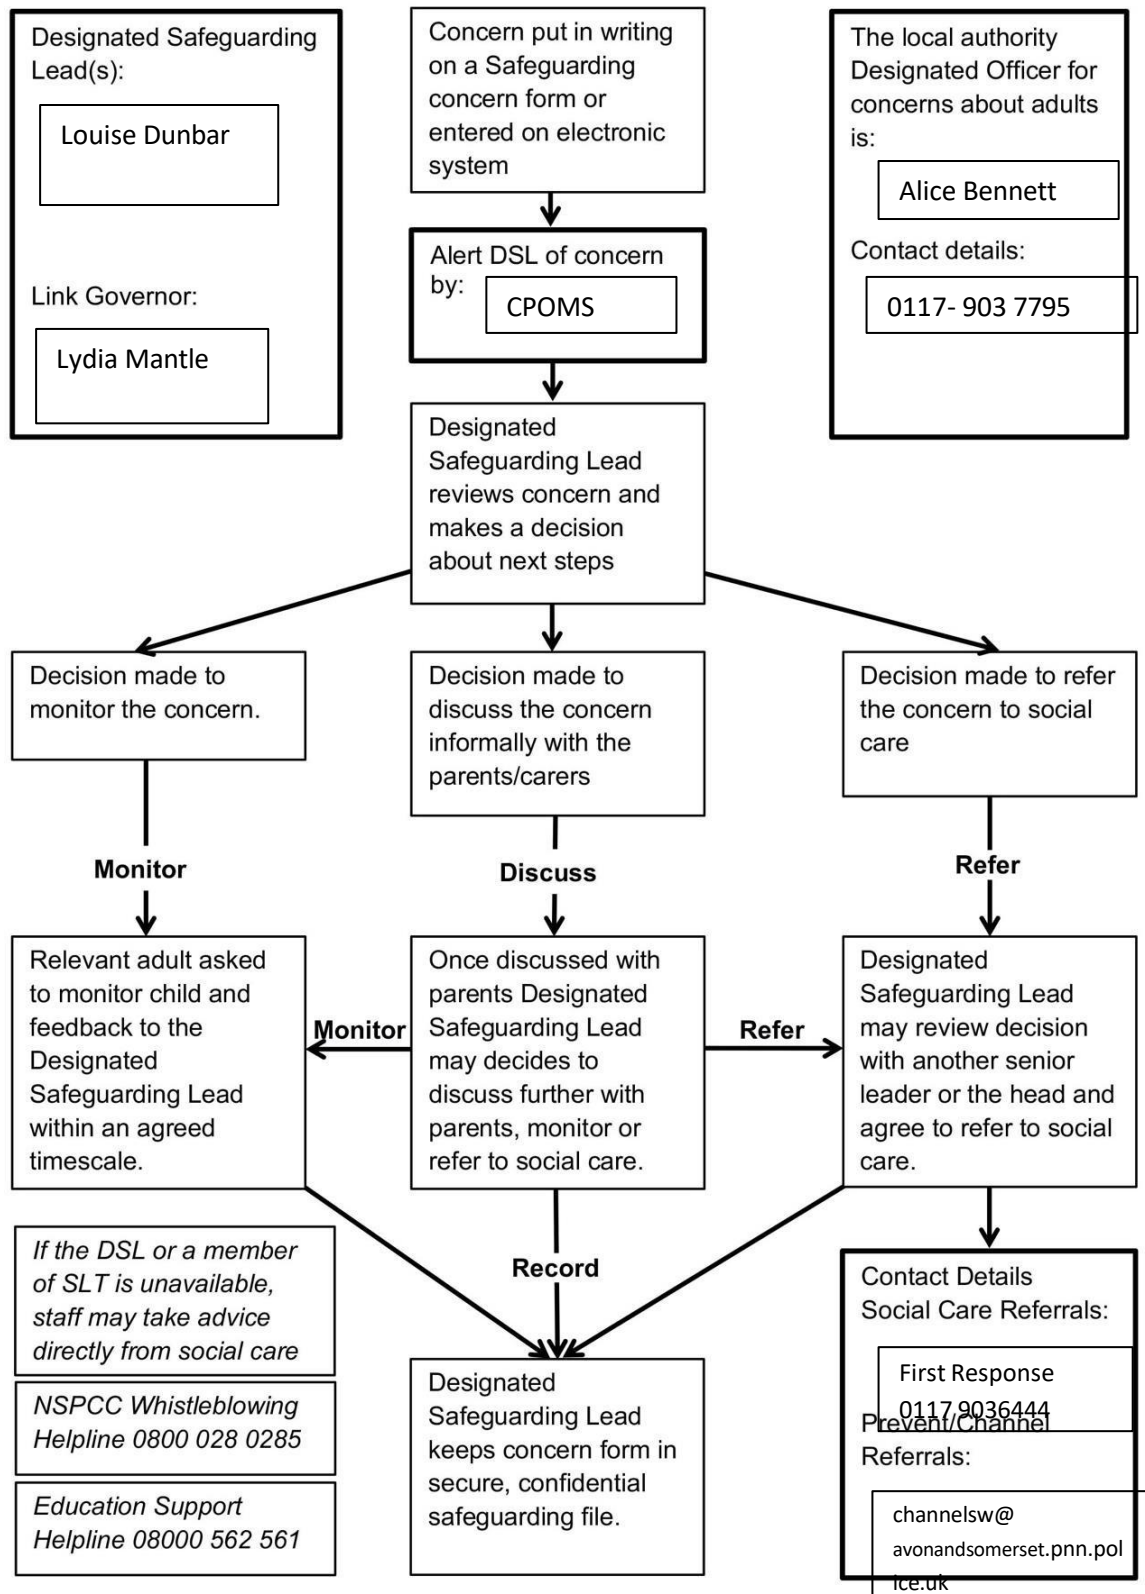 Designated Safeguarding
Lead(s):
Louise Dunbar
Link Governor:
Lydia Mantle
Concern put in writing
on a Safeguarding
concern form or
entered on electronic
system
The local authority
Designated Officer for
concerns about adults
is:
Alice Bennett
Contact details:
0117- 903 7795
Alert DSL of concern
by:
CPOMS
Designated
Safeguarding Lead
reviews concern and
makes a decision
about next steps
Decision made to
monitor the concern.
Decision made to
discuss the concern
informally with the
parents/carers
Decision made to refer
the concern to social
care
Monitor
Discuss
Refer
Relevant adult asked
to monitor child and
feedback to the
Designated
Safeguarding Lead
within an agreed
timescale.
Monitor
Once discussed with
parents Designated
Safeguarding Lead
may decides to
discuss further with
parents, monitor or
refer to social care.
Refer
Designated
Safeguarding Lead
may review decision
with another senior
leader or the head and
agree to refer to social
care.
If the DSL or a member
of SLT is unavailable,
staff may take advice
directly from social care
NSPCC Whistleblowing
Helpline 0800 028 0285
Education Support
Helpline 08000 562 561
Record
Designated
Safeguarding Lead
keeps concern form in
secure, confidential
safeguarding file.
Contact Details
Social Care Referrals:
First Response
0117 9036444
Prevent/Channel
Referrals:
channelsw@
avonandsomerset.pnn.pol
ice.uk